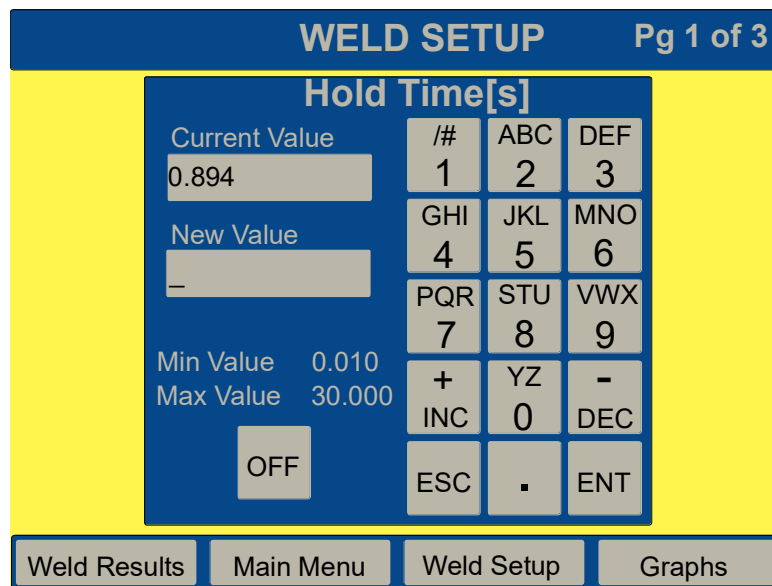 WELD SETUP Pg 1 of 3
Hold Time[s]
Current Value
0.894
New Value
_
Min Value 0.010
Max Value 30.000
OFF
/# ABC DEF
1 2 3
GHI JKL MNO
4 5 6
PQR STU VWX
7 8 9
+ YZ -
INC 0 DEC
ESC . ENT
Weld Results Main Menu Weld Setup Graphs